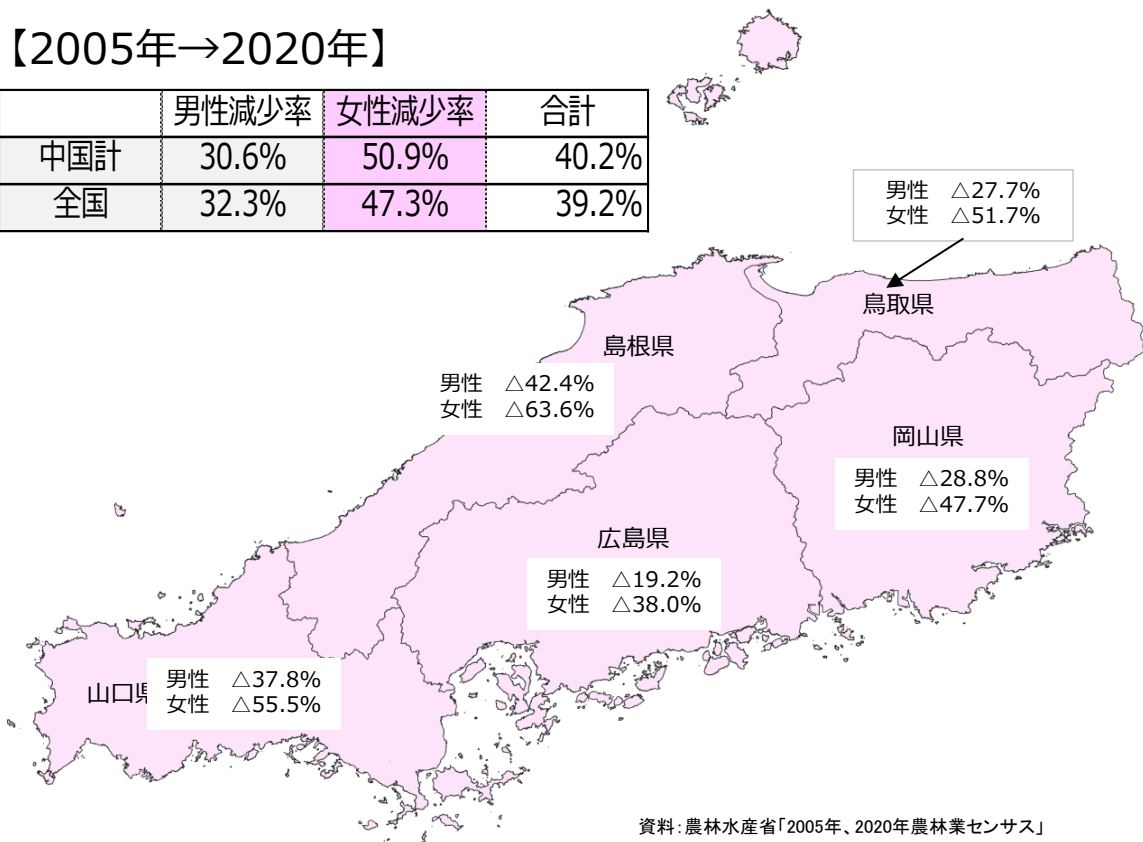 【2005年→2020年】
男性減少率 女性減少率 合計
中国計 30.6% 50.9% 40.2%
全国 32.3% 47.3% 39.2%
男性 △27.7%
女性 △51.7%
鳥取県
島根県
男性 △42.4%
女性 △63.6%
岡山県
男性 △28.8%
女性 △47.7%
広島県
男性 △19.2%
女性 △38.0%
山口県
男性 △37.8%
女性 △55.5%
資料:農林水産省「2005年、2020年農林業センサス」